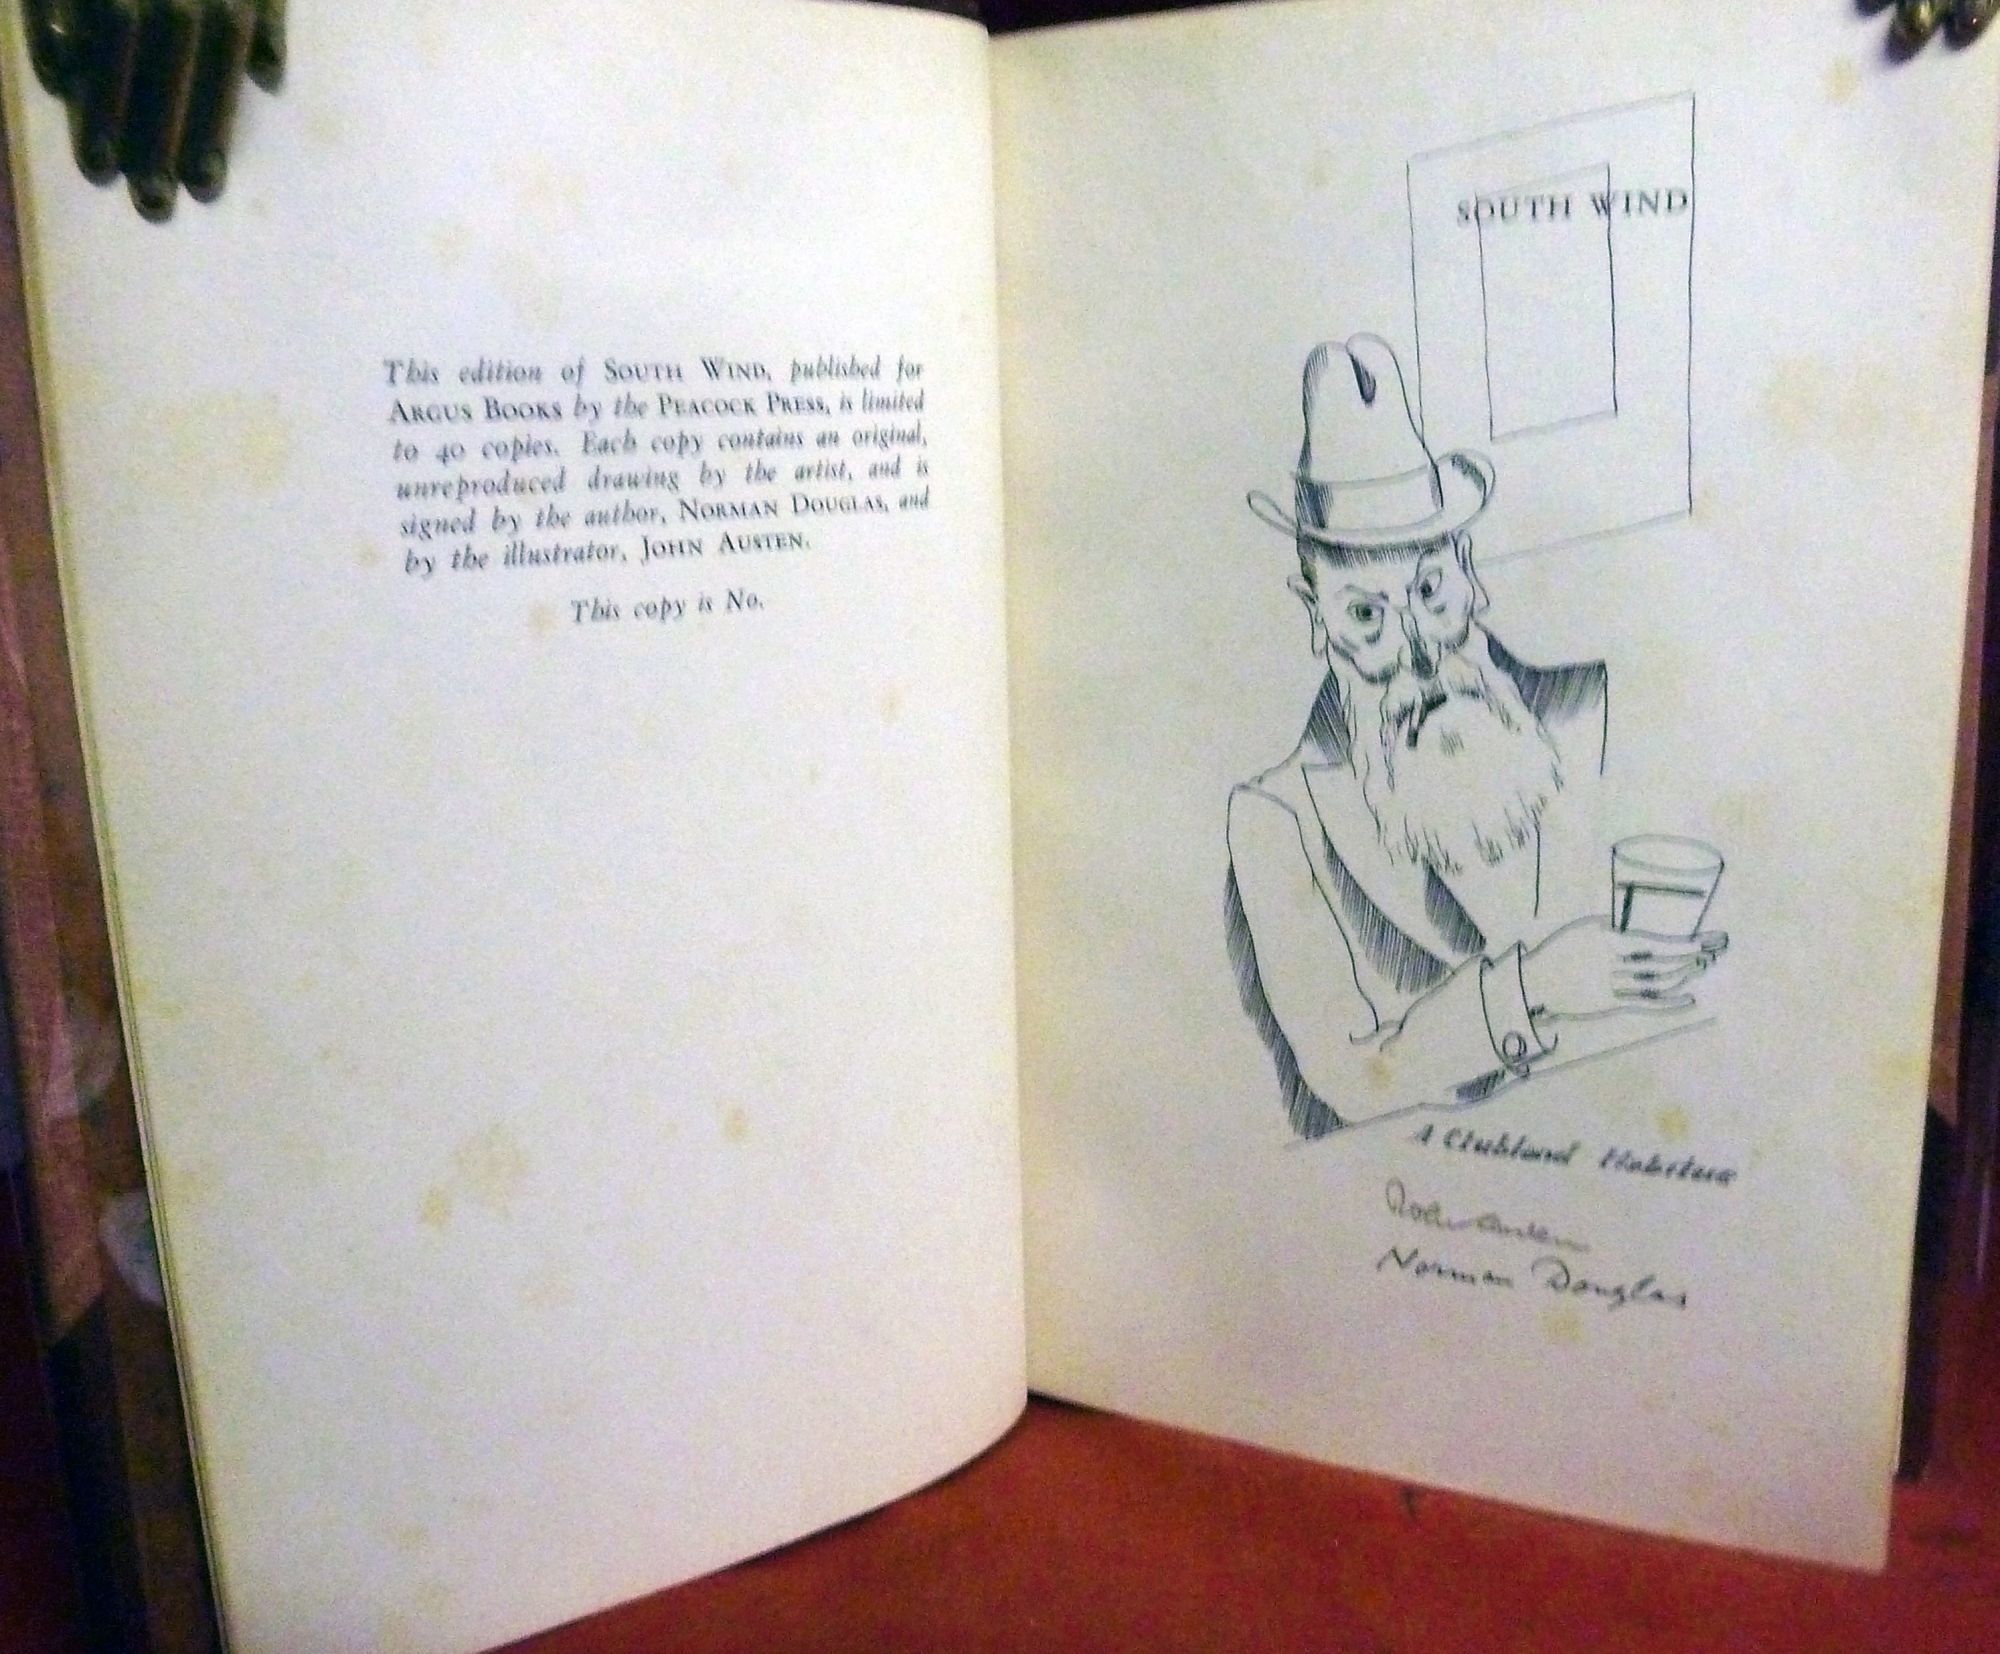 This edition of SOUTH WIND, published for
ARGUS BOOKS by the PEACOCK PRESS, is limited
to 40 copies. Each copy contains an original,
unreproduced drawing by the artist, and is
signed by the author, NORMAN DOUGLAS, and
by the illustrator, JOHN AUSTEN.
This copy is No.
SOUTH WIND
A Clubland Habitue
John Austen
Norman Douglas